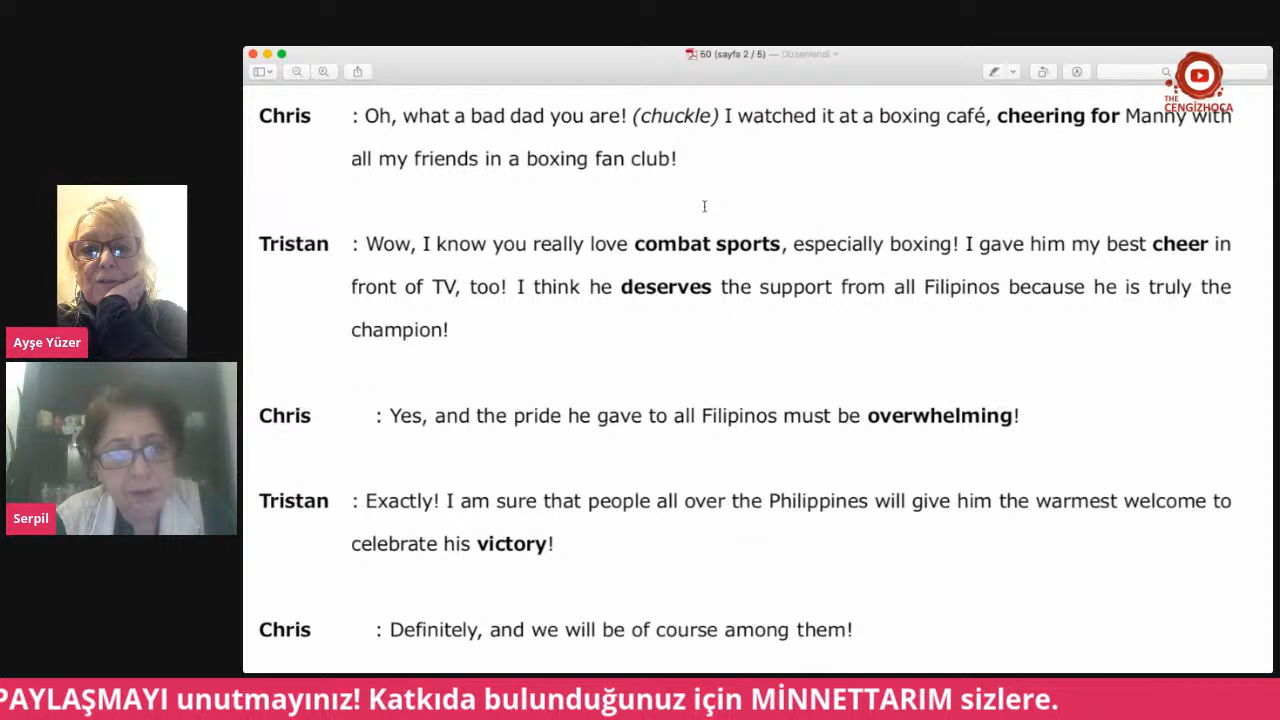 50 (sayfa 2 / 5) — Düzenlendi
THE
CENGİZHOCA
Chris : Oh, what a bad dad you are! (chuckle) I watched it at a boxing café, cheering for Manny with
all my friends in a boxing fan club!
Tristan : Wow, I know you really love combat sports, especially boxing! I gave him my best cheer in
front of TV, too! I think he deserves the support from all Filipinos because he is truly the
champion!
Chris : Yes, and the pride he gave to all Filipinos must be overwhelming!
Tristan : Exactly! I am sure that people all over the Philippines will give him the warmest welcome to
celebrate his victory!
Chris : Definitely, and we will be of course among them!
Ayşe Yüzer
Serpil
PAYLAŞMAYI unutmayınız! Katkıda bulunduğunuz için MİNNETTARIM sizlere.